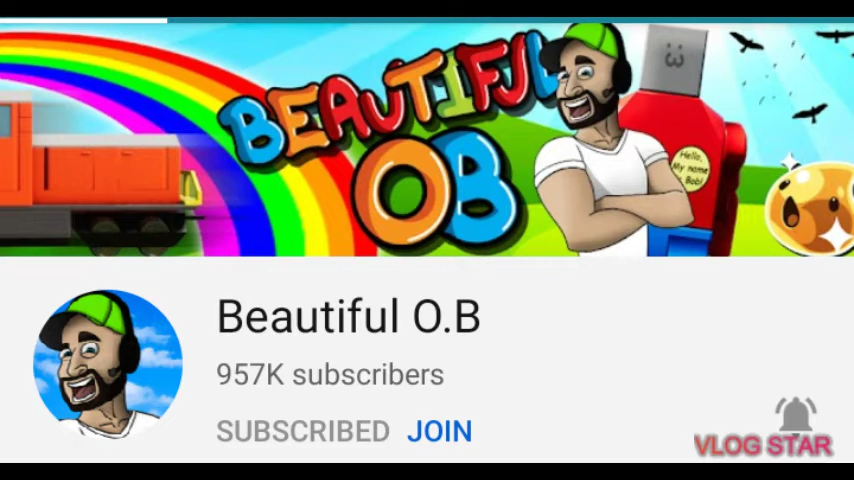 BEAUTIFUL
OB
Hello,
My name
is Bob!
Beautiful O.B
957K subscribers
SUBSCRIBED JOIN
VLOG STAR